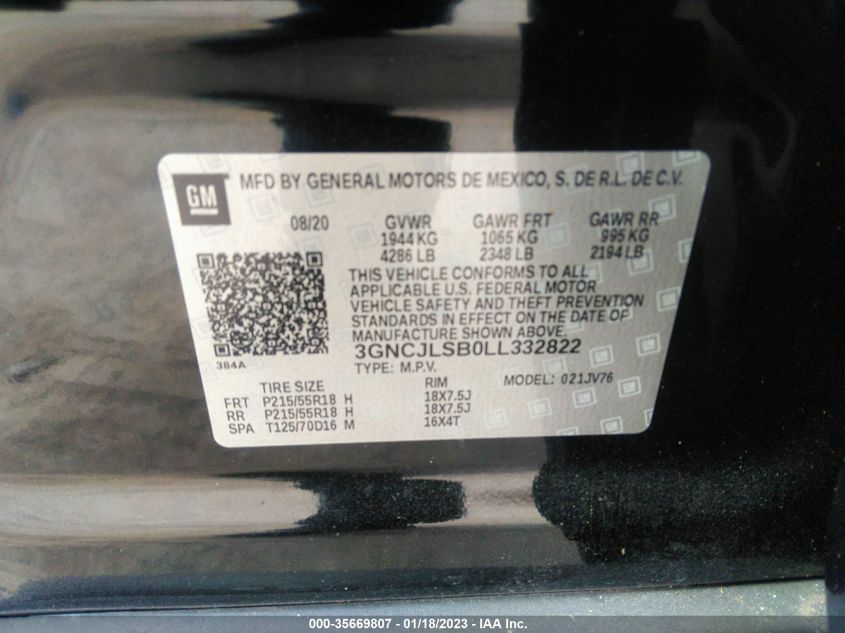 GM
MFD BY GENERAL MOTORS DE MEXICO, S. DE R.L. DE C.V.
08/20 GVWR GAWR FRT GAWR RR
1944 KG 1065 KG 995 KG
4286 LB 2348 LB 2194 LB
THIS VEHICLE CONFORMS TO ALL
APPLICABLE U.S. FEDERAL MOTOR
VEHICLE SAFETY AND THEFT PREVENTION
STANDARDS IN EFFECT ON THE DATE OF
MANUFACTURE SHOWN ABOVE.
3GNCJLSB0LL332822
384A
TYPE: M.P.V. MODEL: 021JV76
TIRE SIZE RIM
FRT P215/55R18 H 18X7.5J
RR P215/55R18 H 18X7.5J
SPA T125/70D16 M 16X4T
000-35669807 - 01/18/2023 - IAA Inc.